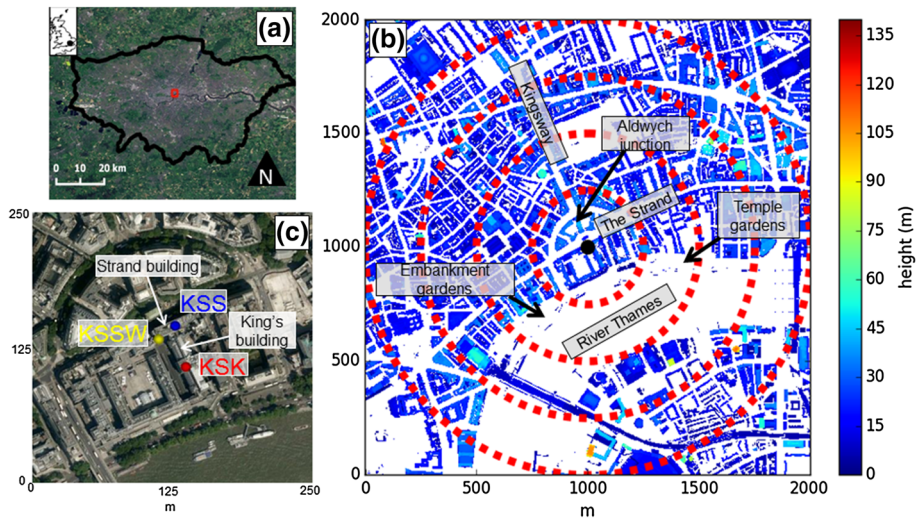 (a)
0 10 20 km
N
250
(c)
Strand building
KSS
KSSW
King's
building
KSK
125
0
0 125 250
m
2000
(b)
Kingsway
Aldwych
junction
1500
The Strand
Temple
gardens
1000
Embankment
gardens
River Thames
500
0
0 500 1000 1500 2000
m
135
120
105
90
75
60
45
30
15
0
height (m)